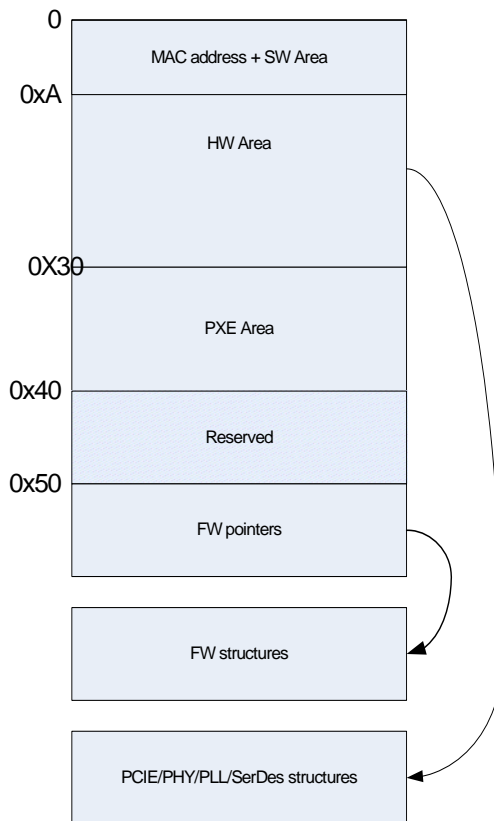 0
MAC address + SW Area
0xA
HW Area
0X30
PXE Area
0x40
Reserved
0x50
FW pointers
FW structures
PCIE/PHY/PLL/SerDes structures